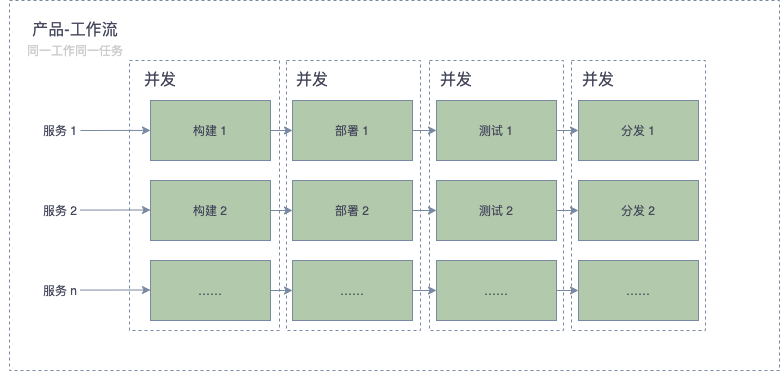 产品-工作流
同一工作同一任务
并发
并发
并发
并发
服务 1
构建 1
部署 1
测试 1
分发 1
服务 2
构建 2
部署 2
测试 2
分发 2
服务 n
......
......
......
......